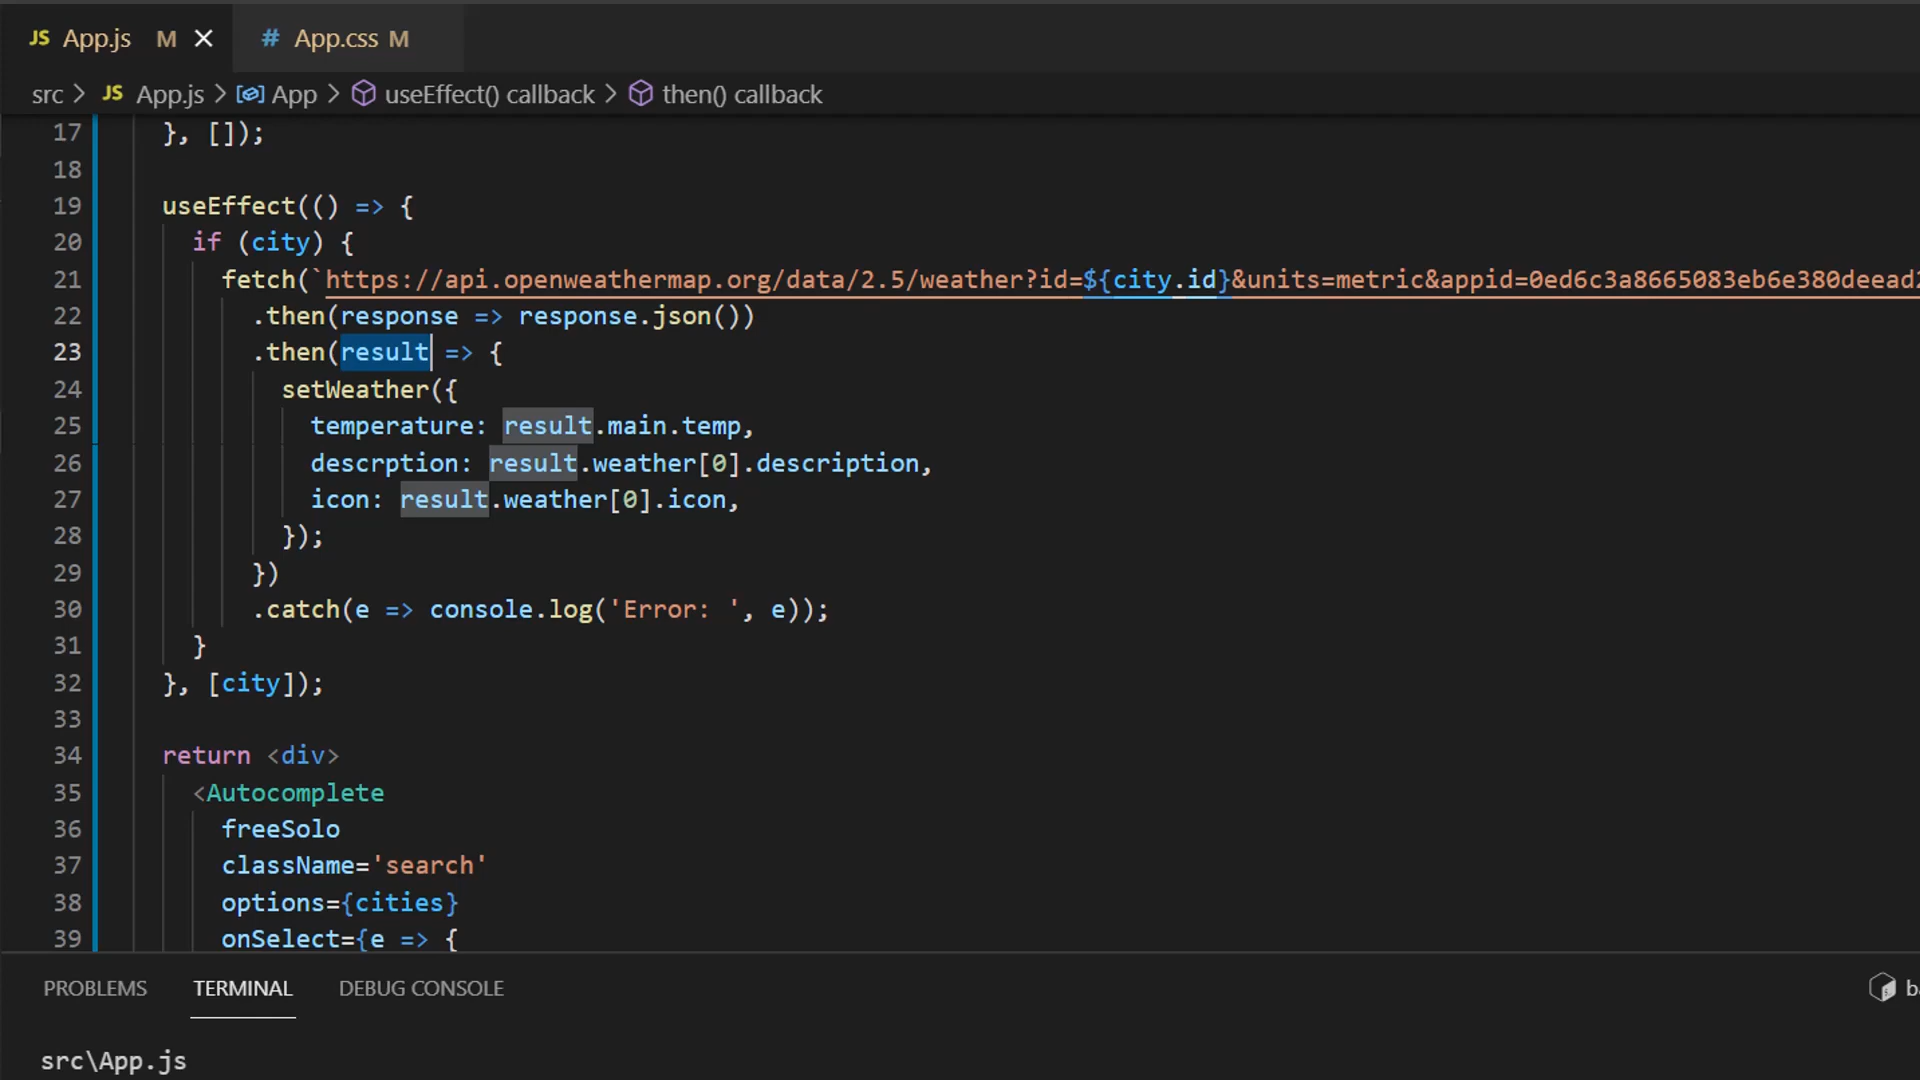 JS App.js M × # App.css M
src > JS App.js > App > useEffect() callback > then() callback
17 }, []);
18
19 useEffect(() => {
20 if (city) {
21 fetch(`https://api.openweathermap.org/data/2.5/weather?id=${city.id}&units=metric&appid=0ed6c3a8665083eb6e380deead
22 .then(response => response.json())
23 .then(result => {
24 setWeather({
25 temperature: result.main.temp,
26 descrption: result.weather[0].description,
27 icon: result.weather[0].icon,
28 });
29 })
30 .catch(e => console.log('Error: ', e));
31 }
32 }, [city]);
33
34 return <div>
35 <Autocomplete
36 freeSolo
37 className='search'
38 options={cities}
39 onSelect={e => {
PROBLEMS TERMINAL DEBUG CONSOLE
src\App.js